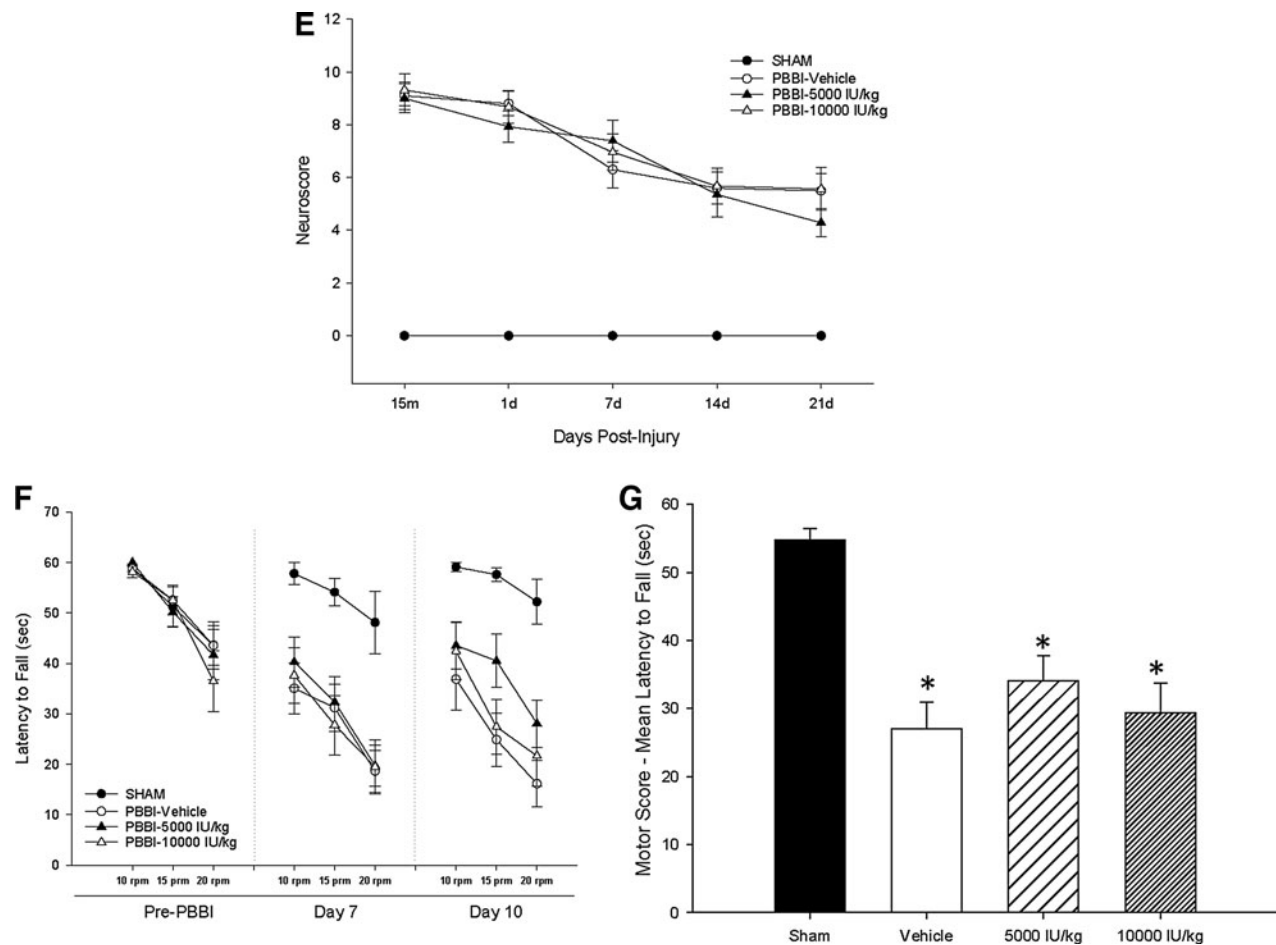 E
12
10
8
6
4
2
0
Neuroscore
SHAM
PBBI-Vehicle
PBBI-5000 IU/kg
PBBI-10000 IU/kg
15m 1d 7d 14d 21d
Days Post-Injury
F
70
60
50
40
30
20
10
0
Latency to Fall (sec)
SHAM
PBBI-Vehicle
PBBI-5000 IU/kg
PBBI-10000 IU/kg
10 rpm 15 prm 20 rpm 10 rpm 15 prm 20 rpm 10 rpm 15 prm 20 rpm
Pre-PBBI Day 7 Day 10
G
60
50
40
30
20
10
0
Motor Score - Mean Latency to Fall (sec)
* * *
Sham Vehicle 5000 IU/kg 10000 IU/kg